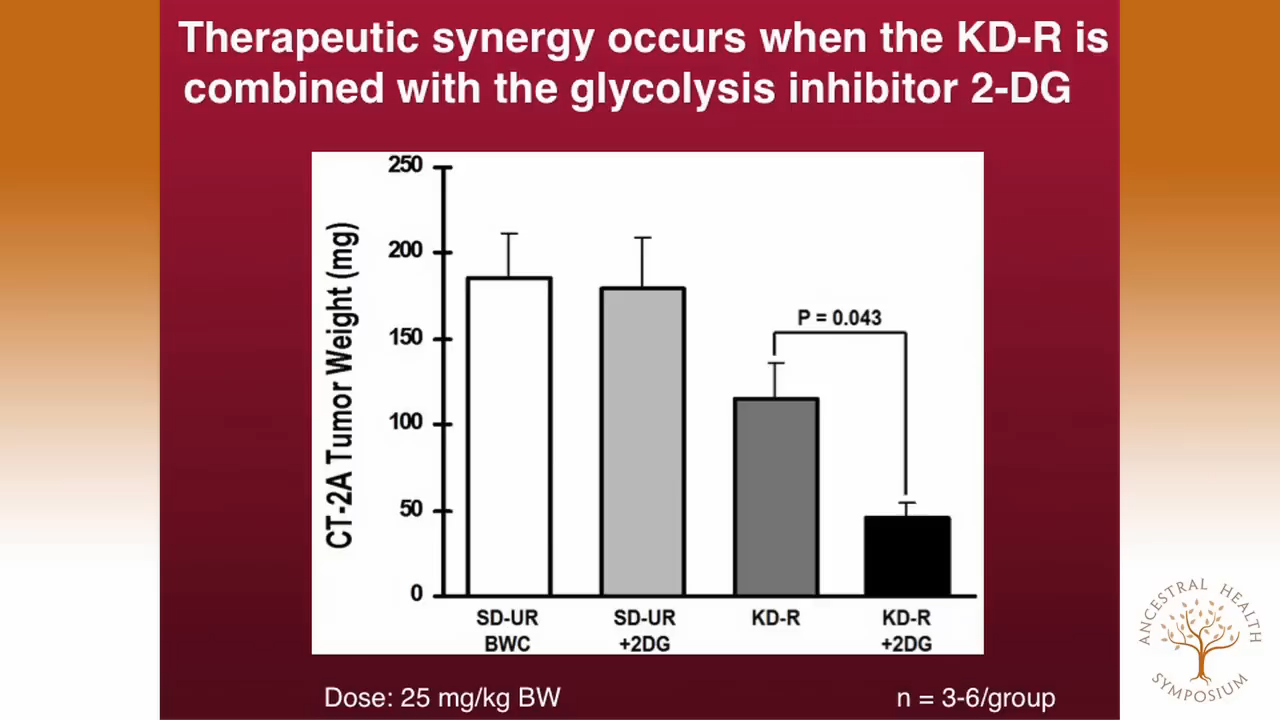 Therapeutic synergy occurs when the KD-R is
combined with the glycolysis inhibitor 2-DG
CT-2A Tumor Weight (mg)
250
200
150
100
50
0
P = 0.043
SD-UR
BWC
SD-UR
+2DG
KD-R
KD-R
+2DG
Dose: 25 mg/kg BW
n = 3-6/group
ANCESTRAL HEALTH
SYMPOSIUM